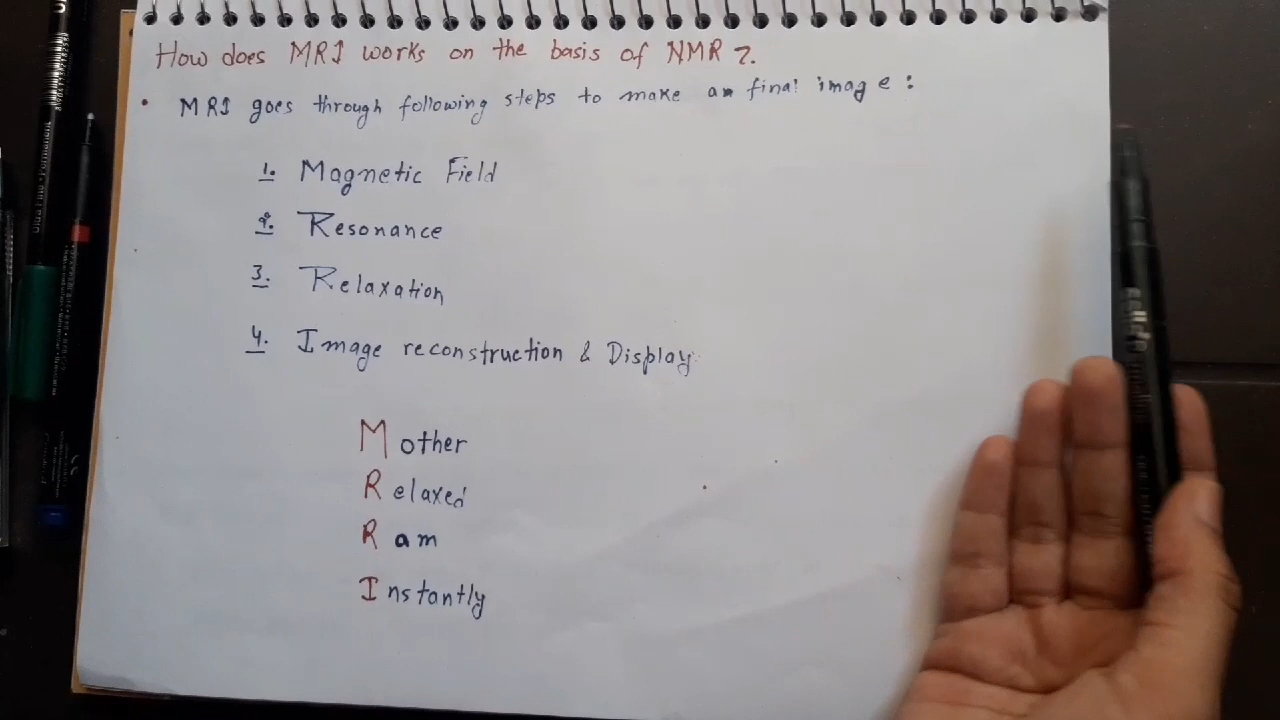 How does MRI works on the basis of NMR ?.
• MRI goes through following steps to make an final image :
1. Magnetic Field
2. Resonance
3. Relaxation
4. Image reconstruction & Display
Mother
Relaxed
Ram
Instantly